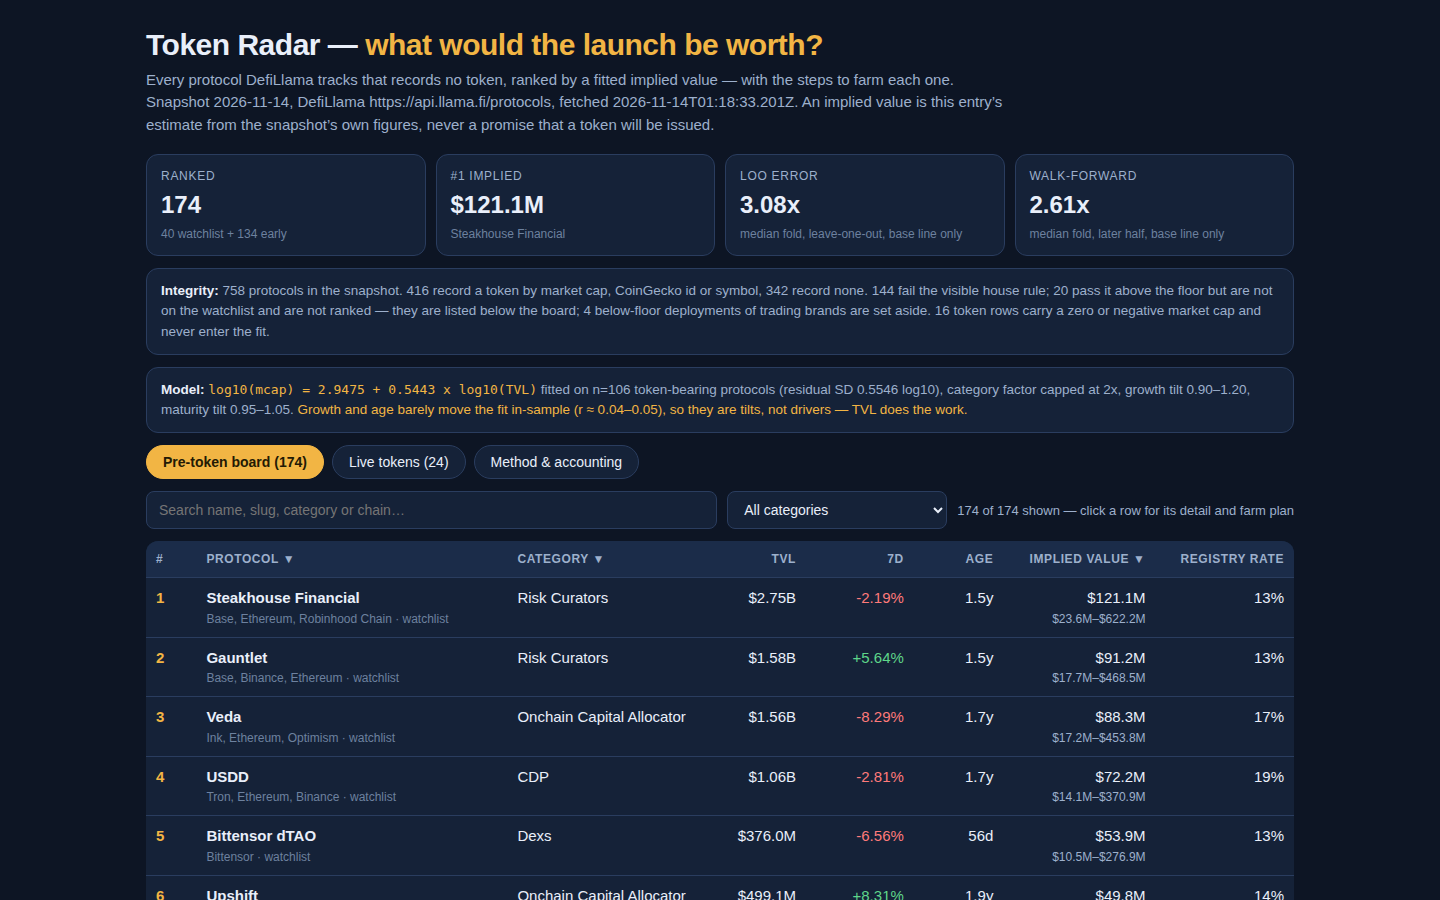 Token Radar — what would the launch be worth?
Every protocol DefiLlama tracks that records no token, ranked by a fitted implied value — with the steps to farm each one.
Snapshot 2026-11-14, DefiLlama https://api.llama.fi/protocols, fetched 2026-11-14T01:18:33.201Z. An implied value is this entry's
estimate from the snapshot's own figures, never a promise that a token will be issued.
RANKED
174
40 watchlist + 134 early
#1 IMPLIED
$121.1M
Steakhouse Financial
LOO ERROR
3.08x
median fold, leave-one-out, base line only
WALK-FORWARD
2.61x
median fold, later half, base line only
Integrity: 758 protocols in the snapshot. 416 record a token by market cap, CoinGecko id or symbol, 342 record none. 144 fail the visible house rule; 20 pass it above the floor but are not
on the watchlist and are not ranked — they are listed below the board; 4 below-floor deployments of trading brands are set aside. 16 token rows carry a zero or negative market cap and
never enter the fit.
Model: log10(mcap) = 2.9475 + 0.5443 x log10(TVL) fitted on n=106 token-bearing protocols (residual SD 0.5546 log10), category factor capped at 2x, growth tilt 0.90–1.20,
maturity tilt 0.95–1.05. Growth and age barely move the fit in-sample (r ≈ 0.04–0.05), so they are tilts, not drivers — TVL does the work.
Pre-token board (174) Live tokens (24) Method & accounting
Search name, slug, category or chain… All categories 174 of 174 shown — click a row for its detail and farm plan
# PROTOCOL ▼ CATEGORY ▼ TVL 7D AGE IMPLIED VALUE ▼ REGISTRY RATE
1 Steakhouse Financial Risk Curators $2.75B -2.19% 1.5y $121.1M 13%
Base, Ethereum, Robinhood Chain · watchlist $23.6M–$622.2M
2 Gauntlet Risk Curators $1.58B +5.64% 1.5y $91.2M 13%
Base, Binance, Ethereum · watchlist $17.7M–$468.5M
3 Veda Onchain Capital Allocator $1.56B -8.29% 1.7y $88.3M 17%
Ink, Ethereum, Optimism · watchlist $17.2M–$453.8M
4 USDD CDP $1.06B -2.81% 1.7y $72.2M 19%
Tron, Ethereum, Binance · watchlist $14.1M–$370.9M
5 Bittensor dTAO Dexs $376.0M -6.56% 56d $53.9M 13%
Bittensor · watchlist $10.5M–$276.9M
6 Upshift Onchain Capital Allocator $499.1M +8.31% 1.9y $49.8M 14%